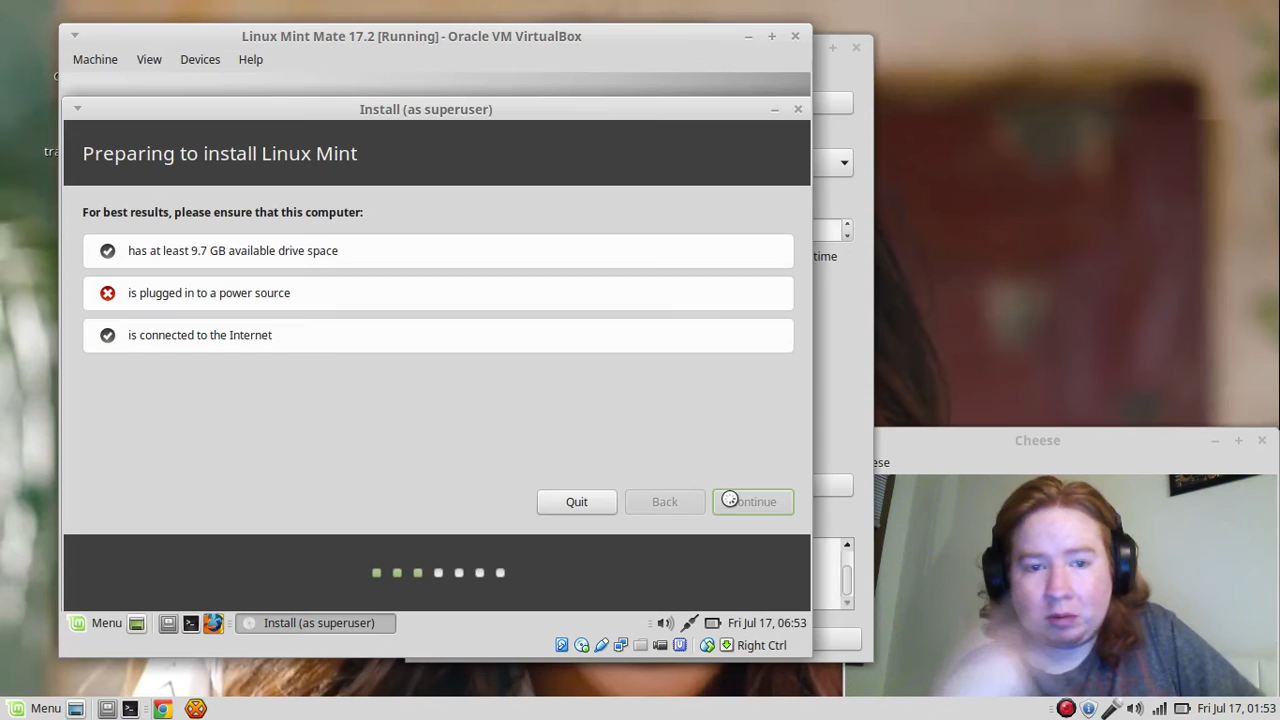 Linux Mint Mate 17.2 [Running] - Oracle VM VirtualBox
Machine View Devices Help
Install (as superuser)
Preparing to install Linux Mint
For best results, please ensure that this computer:
has at least 9.7 GB available drive space
is plugged in to a power source
is connected to the Internet
Quit Back Continue
time
Cheese
ese
Menu Install (as superuser) Fri Jul 17, 06:53
Right Ctrl
Menu Fri Jul 17, 01:53